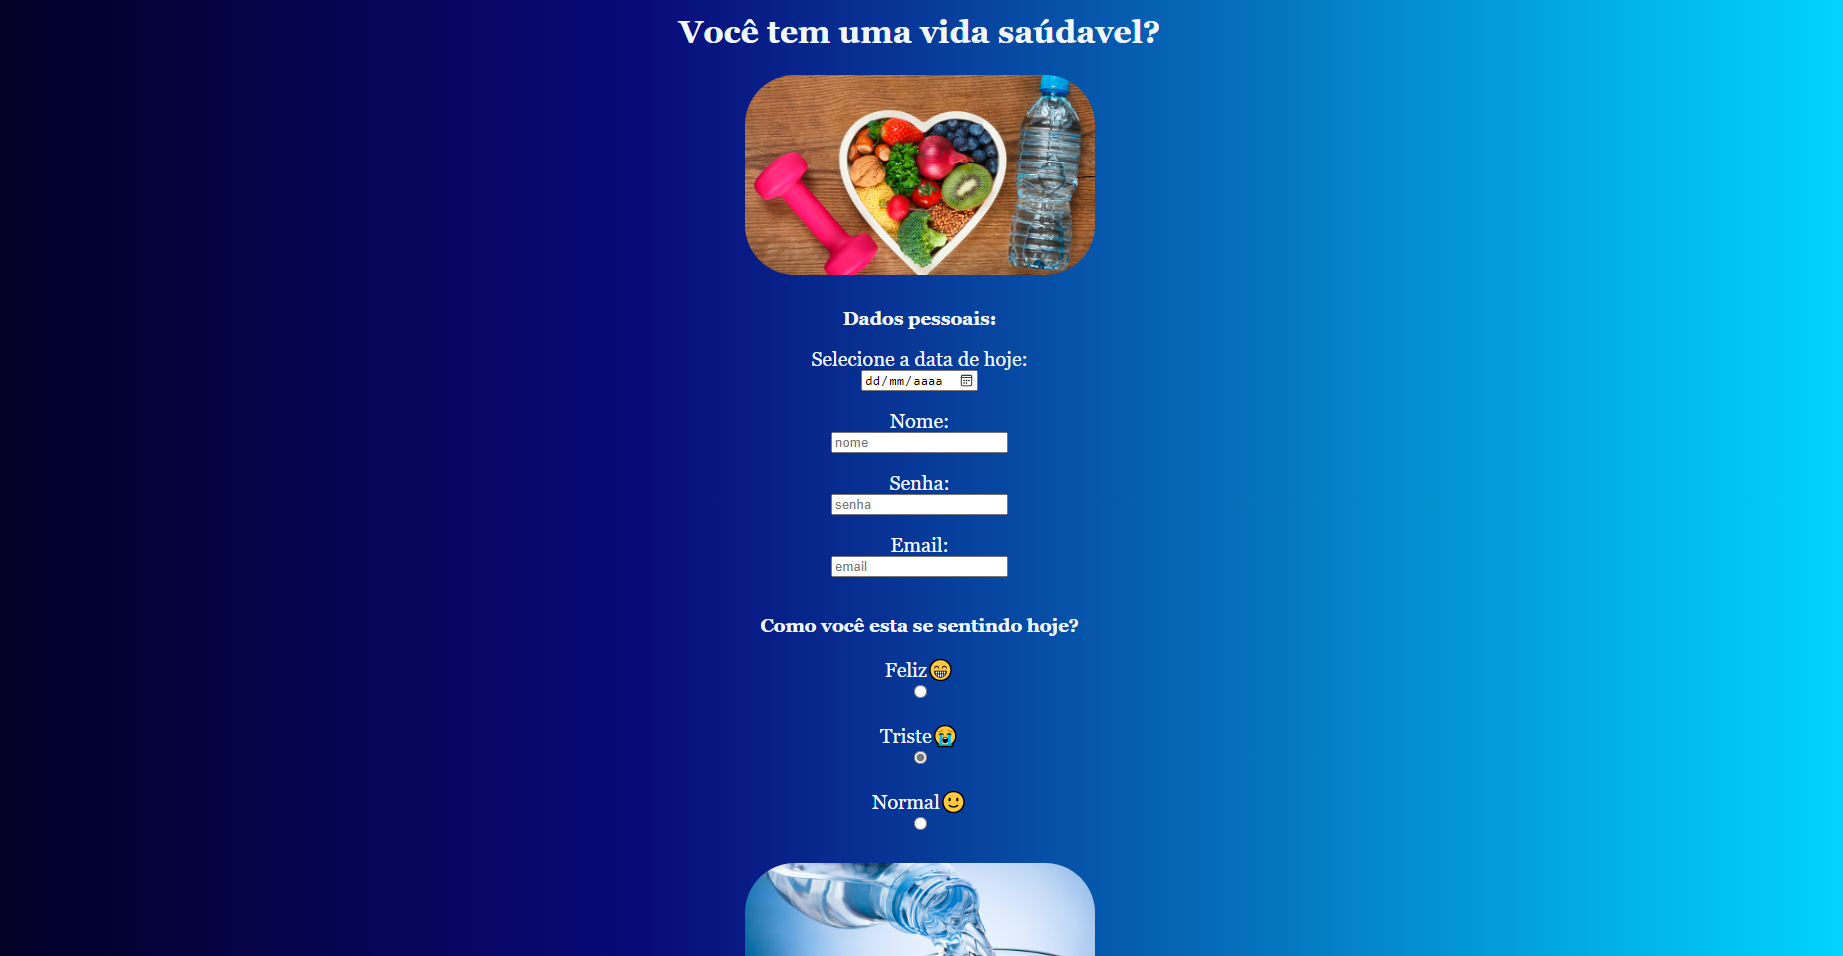 Você tem uma vida saúdavel?
Dados pessoais:
Selecione a data de hoje:
dd/mm/aaaa
Nome:
nome
Senha:
senha
Email:
email
Como você esta se sentindo hoje?
Feliz😁
Triste😭
Normal🙂